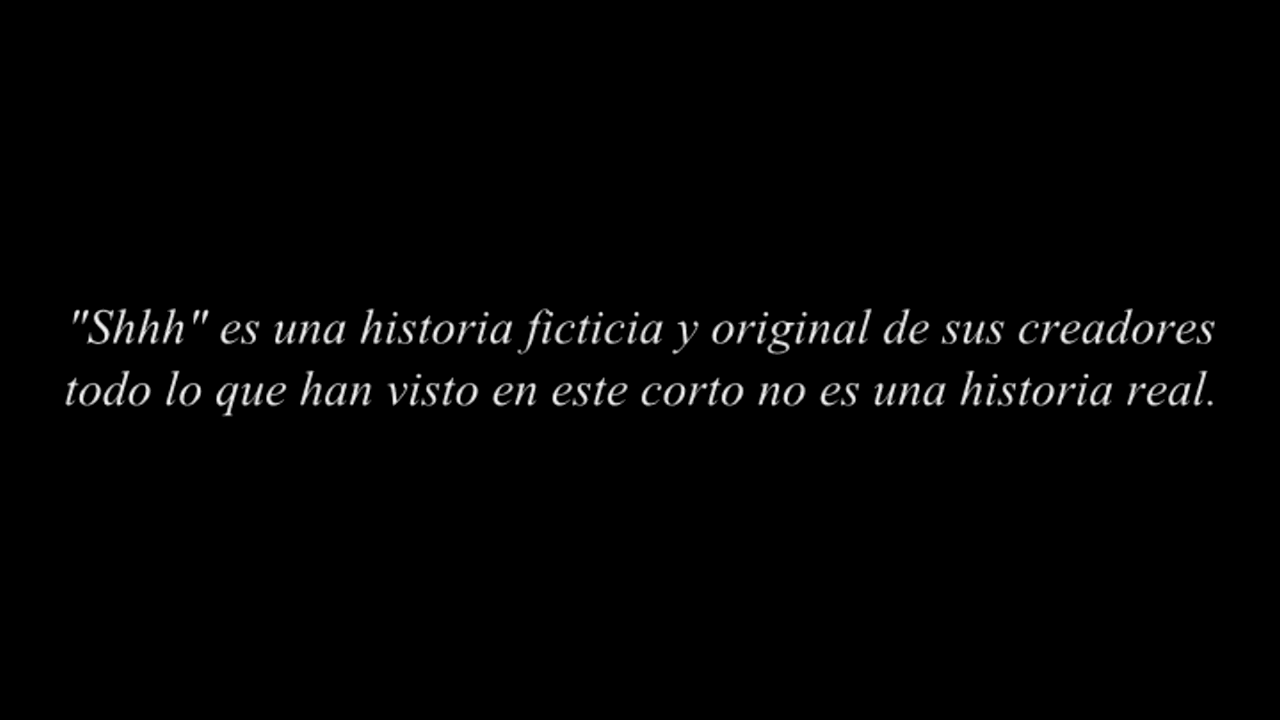 "Shhh" es una historia ficticia y original de sus creadores
todo lo que han visto en este corto no es una historia real.